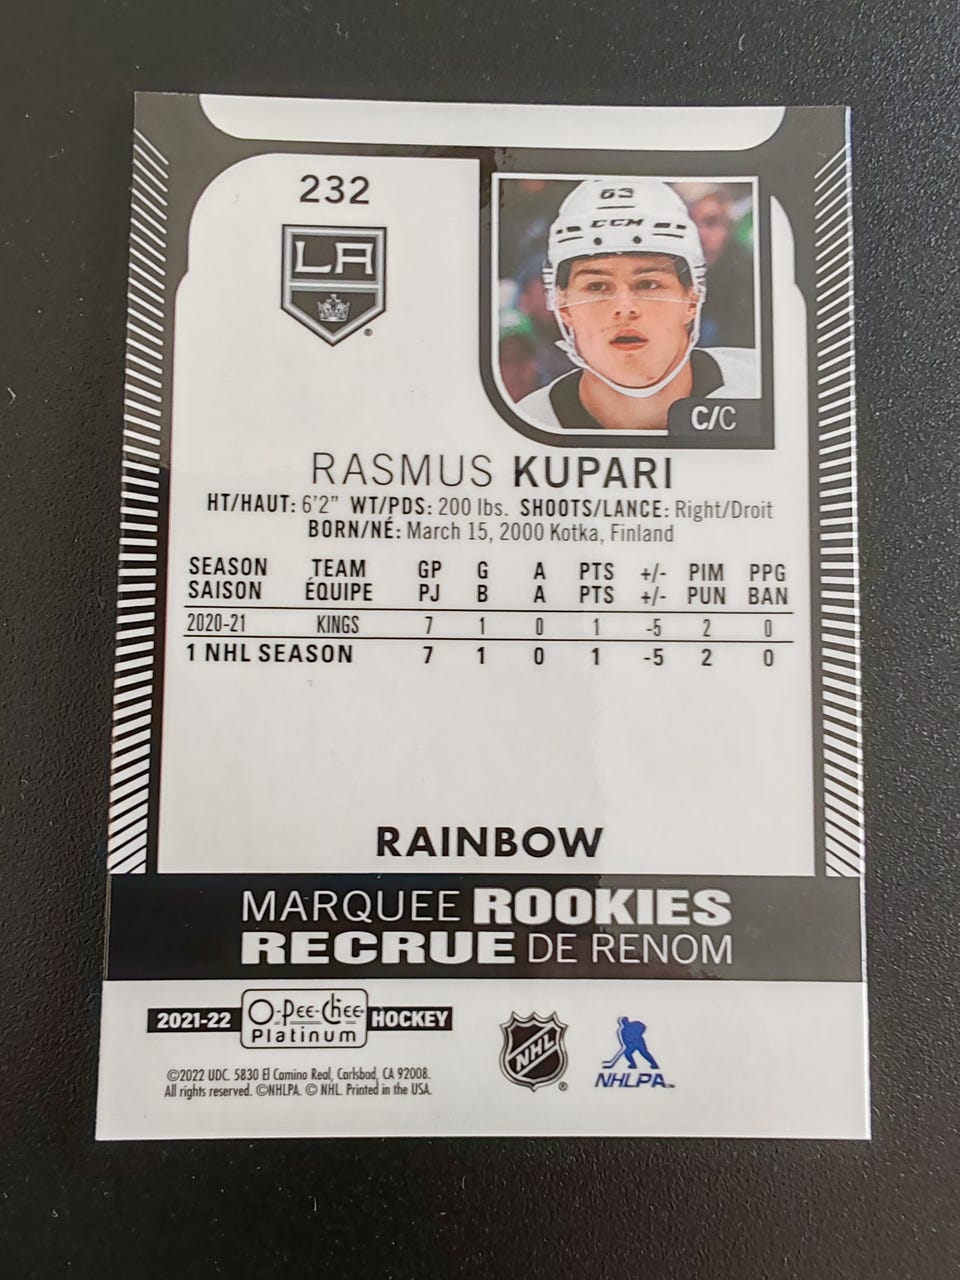 232
LA
®
89
CCM
C/C
RASMUS KUPARI
HT/HAUT: 6'2" WT/PDS: 200 lbs. SHOOTS/LANCE: Right/Droit
BORN/NÉ: March 15, 2000 Kotka, Finland
SEASON TEAM GP G A PTS +/- PIM PPG
SAISON ÉQUIPE PJ B A PTS +/- PUN BAN
2020-21 KINGS 7 1 0 1 -5 2 0
1 NHL SEASON 7 1 0 1 -5 2 0
RAINBOW
MARQUEE ROOKIES
RECRUE DE RENOM
2021-22 O-Pee-Chee HOCKEY
Platinum
NHL ®
NHLPA™
©2022 UDC. 5830 El Camino Real, Carlsbad, CA 92008.
All rights reserved. ©NHLPA. © NHL. Printed in the USA.